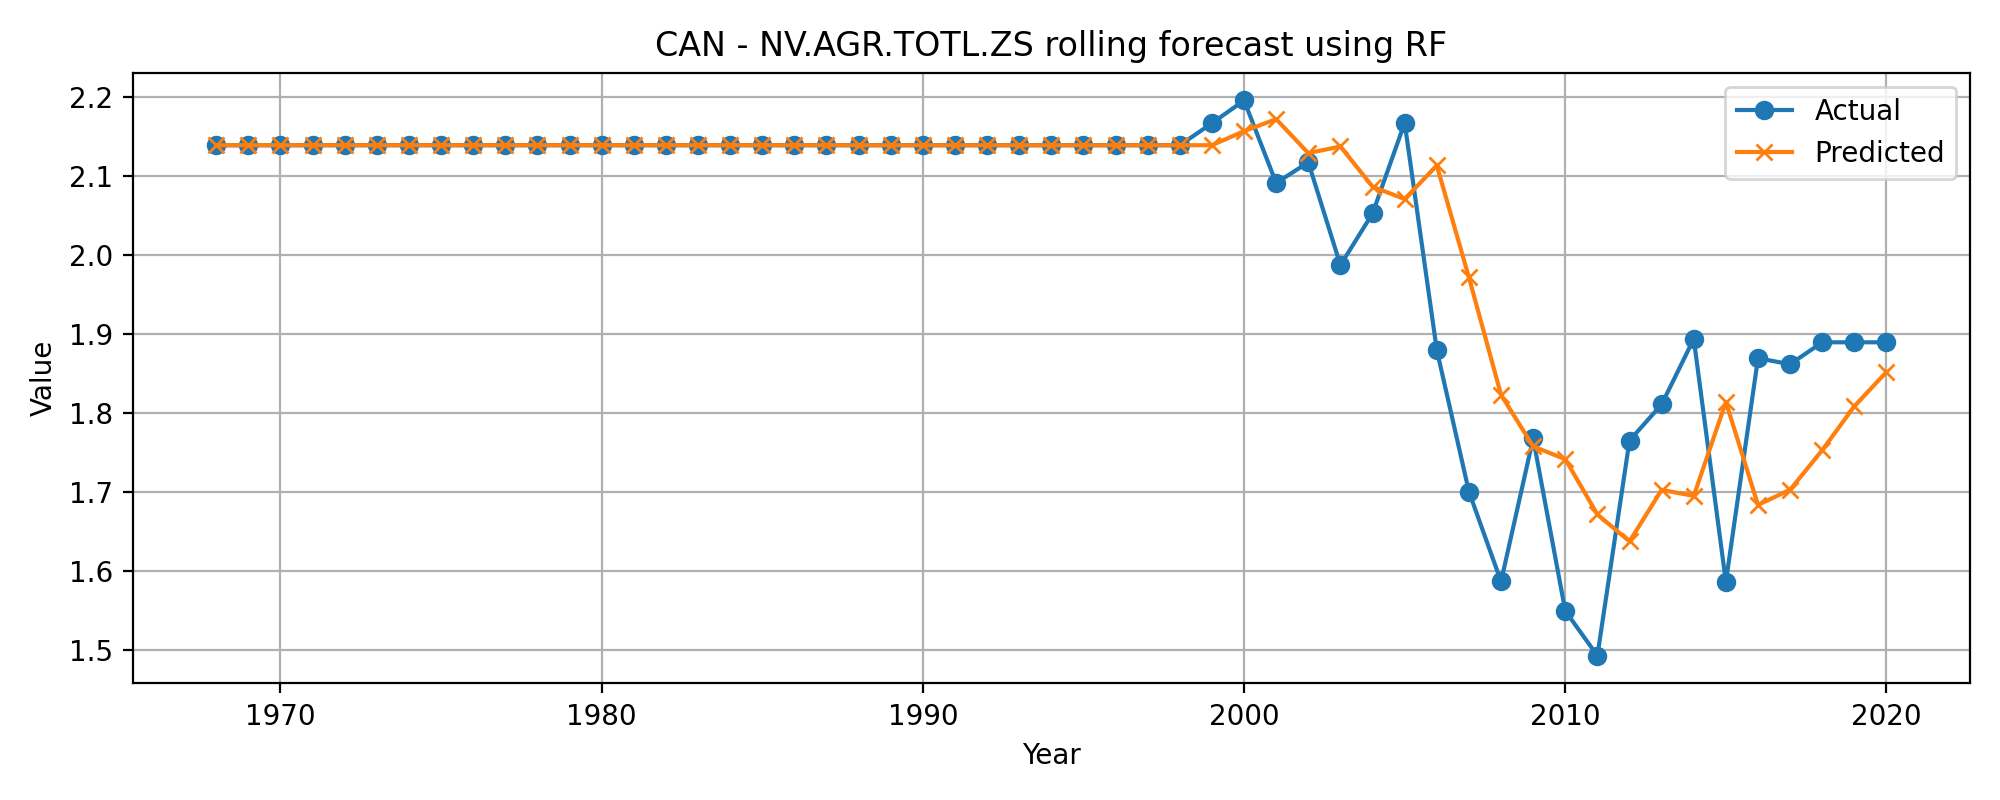 CAN - NV.AGR.TOTL.ZS rolling forecast using RF
Actual
Predicted
Value
2.2
2.1
2.0
1.9
1.8
1.7
1.6
1.5
1970 1980 1990 2000 2010 2020
Year